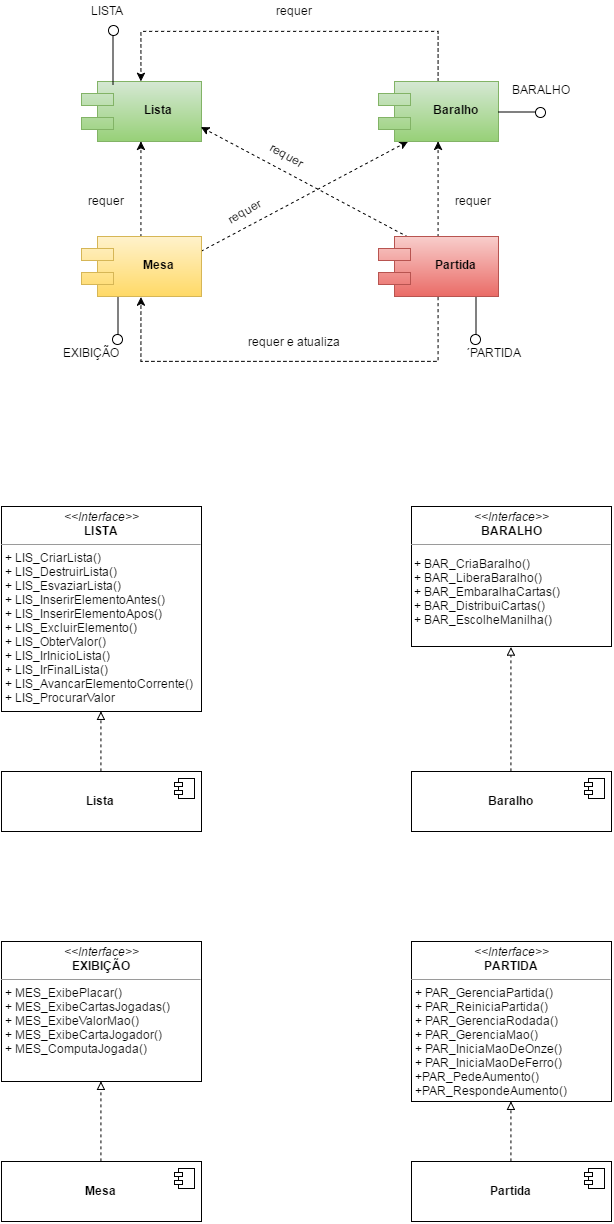 LISTA
requer
Lista
Baralho
BARALHO
requer
requer
requer
requer
Mesa
Partida
EXIBIÇÃO
requer e atualiza
´PARTIDA
<<Interface>>
LISTA
+ LIS_CriarLista()
+ LIS_DestruirLista()
+ LIS_EsvaziarLista()
+ LIS_InserirElementoAntes()
+ LIS_InserirElementoApos()
+ LIS_ExcluirElemento()
+ LIS_ObterValor()
+ LIS_IrInicioLista()
+ LIS_IrFinalLista()
+ LIS_AvancarElementoCorrente()
+ LIS_ProcurarValor
Lista
<<Interface>>
BARALHO
+ BAR_CriaBaralho()
+ BAR_LiberaBaralho()
+ BAR_EmbaralhaCartas()
+ BAR_DistribuiCartas()
+ BAR_EscolheManilha()
Baralho
<<Interface>>
EXIBIÇÃO
+ MES_ExibePlacar()
+ MES_ExibeCartasJogadas()
+ MES_ExibeValorMao()
+ MES_ExibeCartaJogador()
+ MES_ComputaJogada()
Mesa
<<Interface>>
PARTIDA
+ PAR_GerenciaPartida()
+ PAR_ReiniciaPartida()
+ PAR_GerenciaRodada()
+ PAR_GerenciaMao()
+ PAR_IniciaMaoDeOnze()
+ PAR_IniciaMaoDeFerro()
+PAR_PedeAumento()
+PAR_RespondeAumento()
Partida